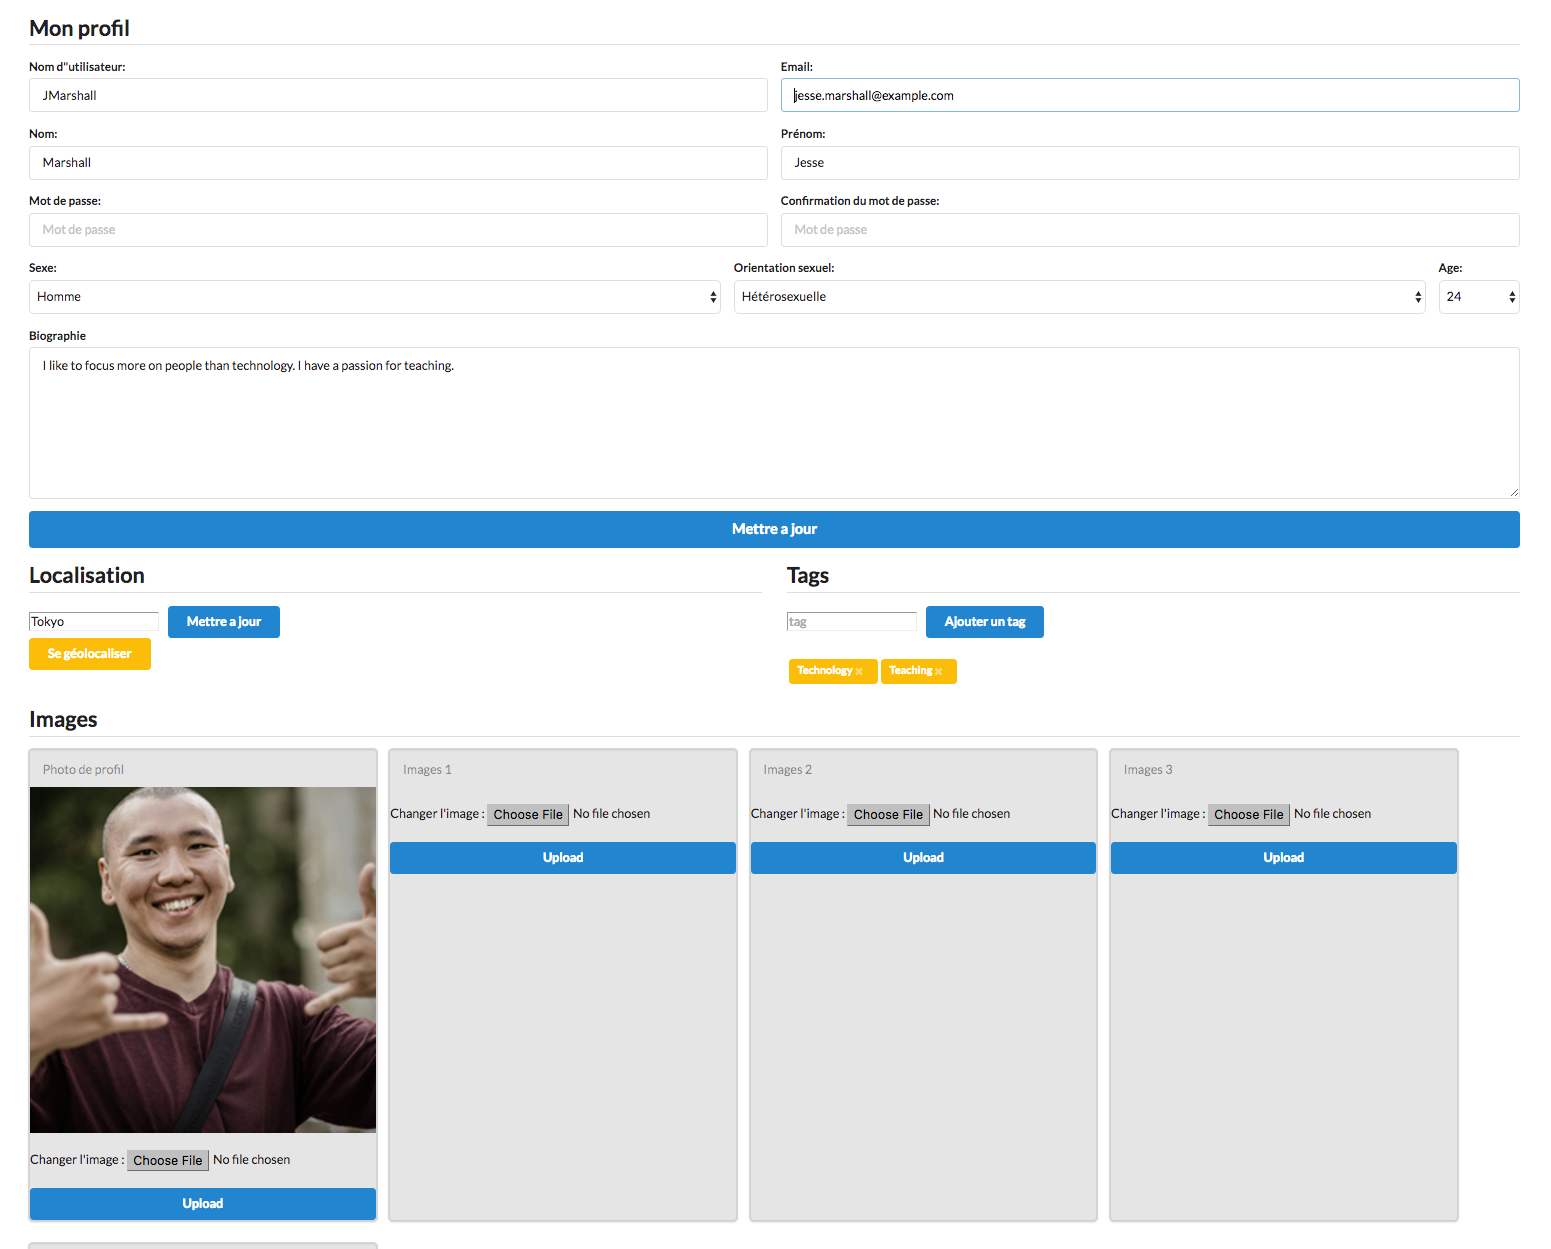 Mon profil
Nom d"utilisateur: Email:
JMarshall jesse.marshall@example.com
Nom: Prénom:
Marshall Jesse
Mot de passe: Confirmation du mot de passe:
Mot de passe Mot de passe
Sexe: Orientation sexuel: Age:
Homme Hétérosexuelle 24
Biographie
I like to focus more on people than technology. I have a passion for teaching.
Mettre a jour
Localisation Tags
Tokyo Mettre a jour tag Ajouter un tag
Se géolocaliser
Technology × Teaching ×
Images
Photo de profil Images 1 Images 2 Images 3
Changer l'image : Choose File No file chosen Changer l'image : Choose File No file chosen Changer l'image : Choose File No file chosen
Upload Upload Upload
Changer l'image : Choose File No file chosen
Upload